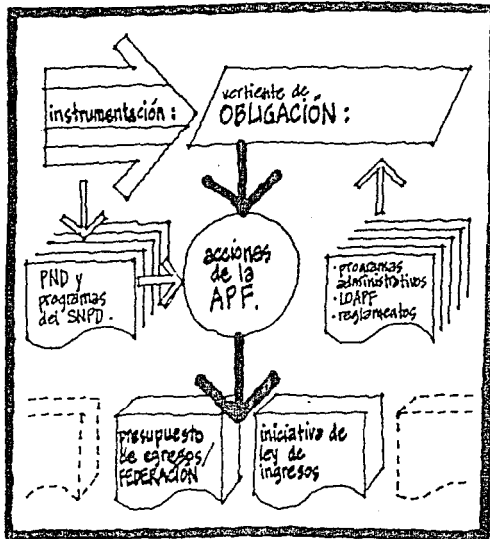 instrumentación:
vertiente de
OBLIGACIÓN:
PND y
programas
del SNPD.
acciones
de la
APF.
· programas
administrativos
· LOAPF
· reglamentos
presupuesto
de egresos/
FEDERACIÓN
iniciativa de
ley de
ingresos